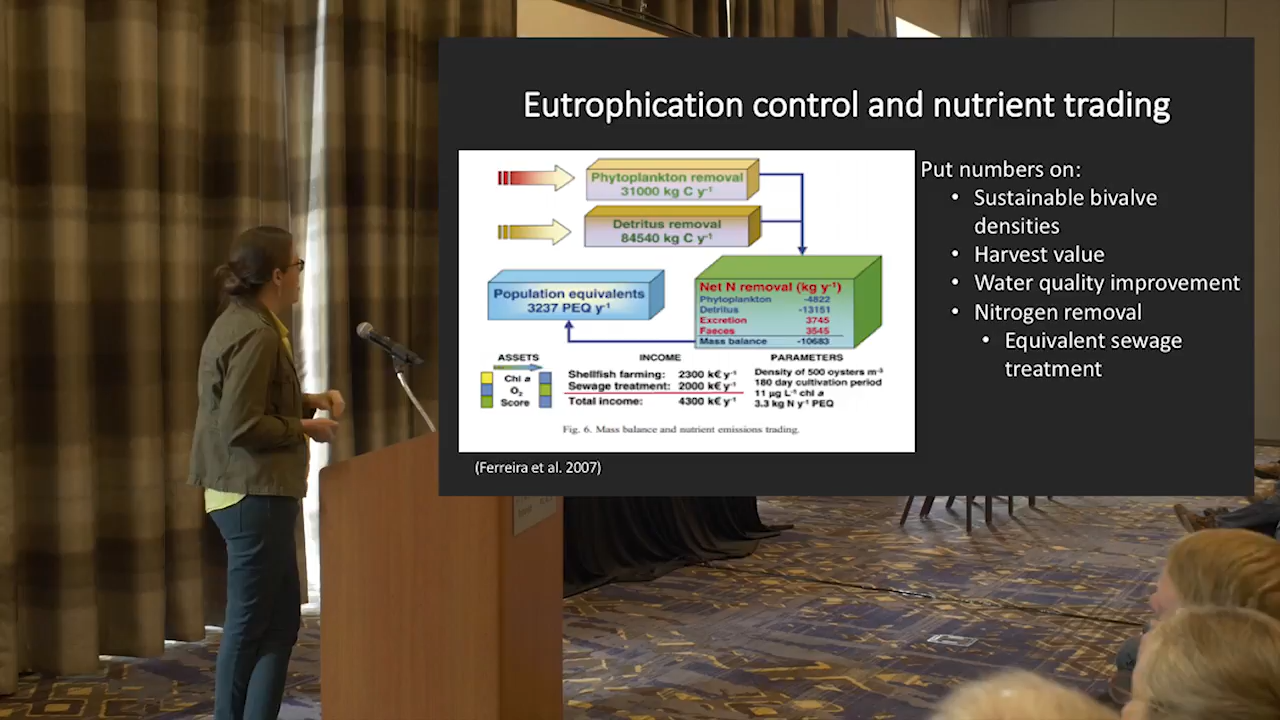 Eutrophication control and nutrient trading
Phytoplankton removal
31000 kg C y⁻¹
Detritus removal
84540 kg C y⁻¹
Population equivalents
3237 PEQ y⁻¹
Net N removal (kg y⁻¹)
Phytoplankton -4822
Detritus -13151
Excretion 3745
Faeces 3545
Mass balance -10683
ASSETS
Chl a
O₂
Score
INCOME
Shellfish farming: 2300 k€ y⁻¹
Sewage treatment: 2000 k€ y⁻¹
Total income: 4300 k€ y⁻¹
PARAMETERS
Density of 500 oysters m⁻³
180 day cultivation period
11 µg L⁻¹ chl a
3.3 kg N y⁻¹ PEQ
Fig. 6. Mass balance and nutrient emissions trading.
(Ferreira et al. 2007)
Put numbers on:
• Sustainable bivalve
densities
• Harvest value
• Water quality improvement
• Nitrogen removal
• Equivalent sewage
treatment